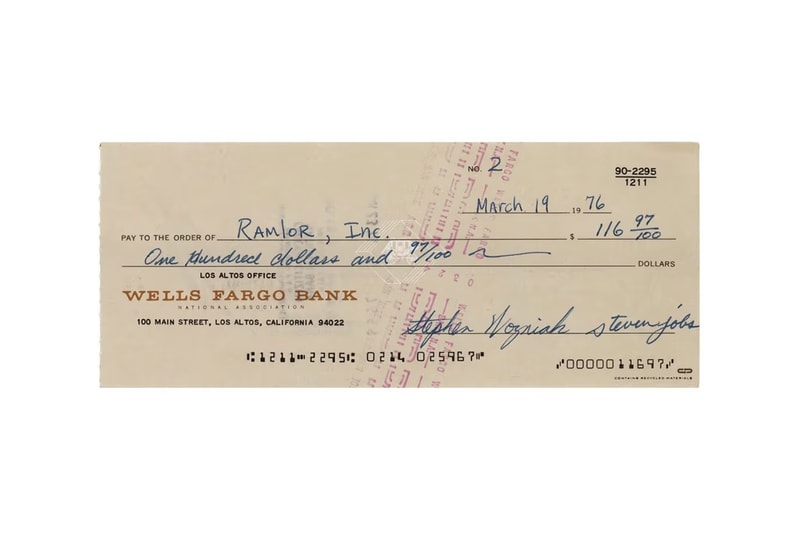 NO. 2
90-2295
1211
March 19 1976
PAY TO THE ORDER OF Ramlor, Inc. $ 116 97/100
One Hundred dollars and 97/100 DOLLARS
LOS ALTOS OFFICE
WELLS FARGO BANK
NATIONAL ASSOCIATION
100 MAIN STREET, LOS ALTOS, CALIFORNIA 94022
Stephen Wozniak steven jobs
⑆1211⑉2295⑆ 0214 025967⑈ ⑈0000011697⑈
CONTAINS RECYCLED MATERIALS
FARGO